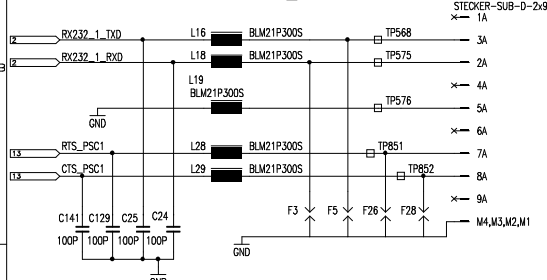 STECKER-SUB-D-2x9
1A
2 RX232_1_TXD L16 BLM21P300S TP568 3A
2 RX232_1_RXD L18 BLM21P300S TP575 2A
L19
BLM21P300S
4A
GND TP576 5A
6A
13 RTS_PSC1 L28 BLM21P300S TP851 7A
13 CTS_PSC1 L29 BLM21P300S TP852 8A
9A
F3 F5 F26 F28
C141 C129 C25 C24
M4,M3,M2,M1
100P 100P 100P 100P
GND
GND